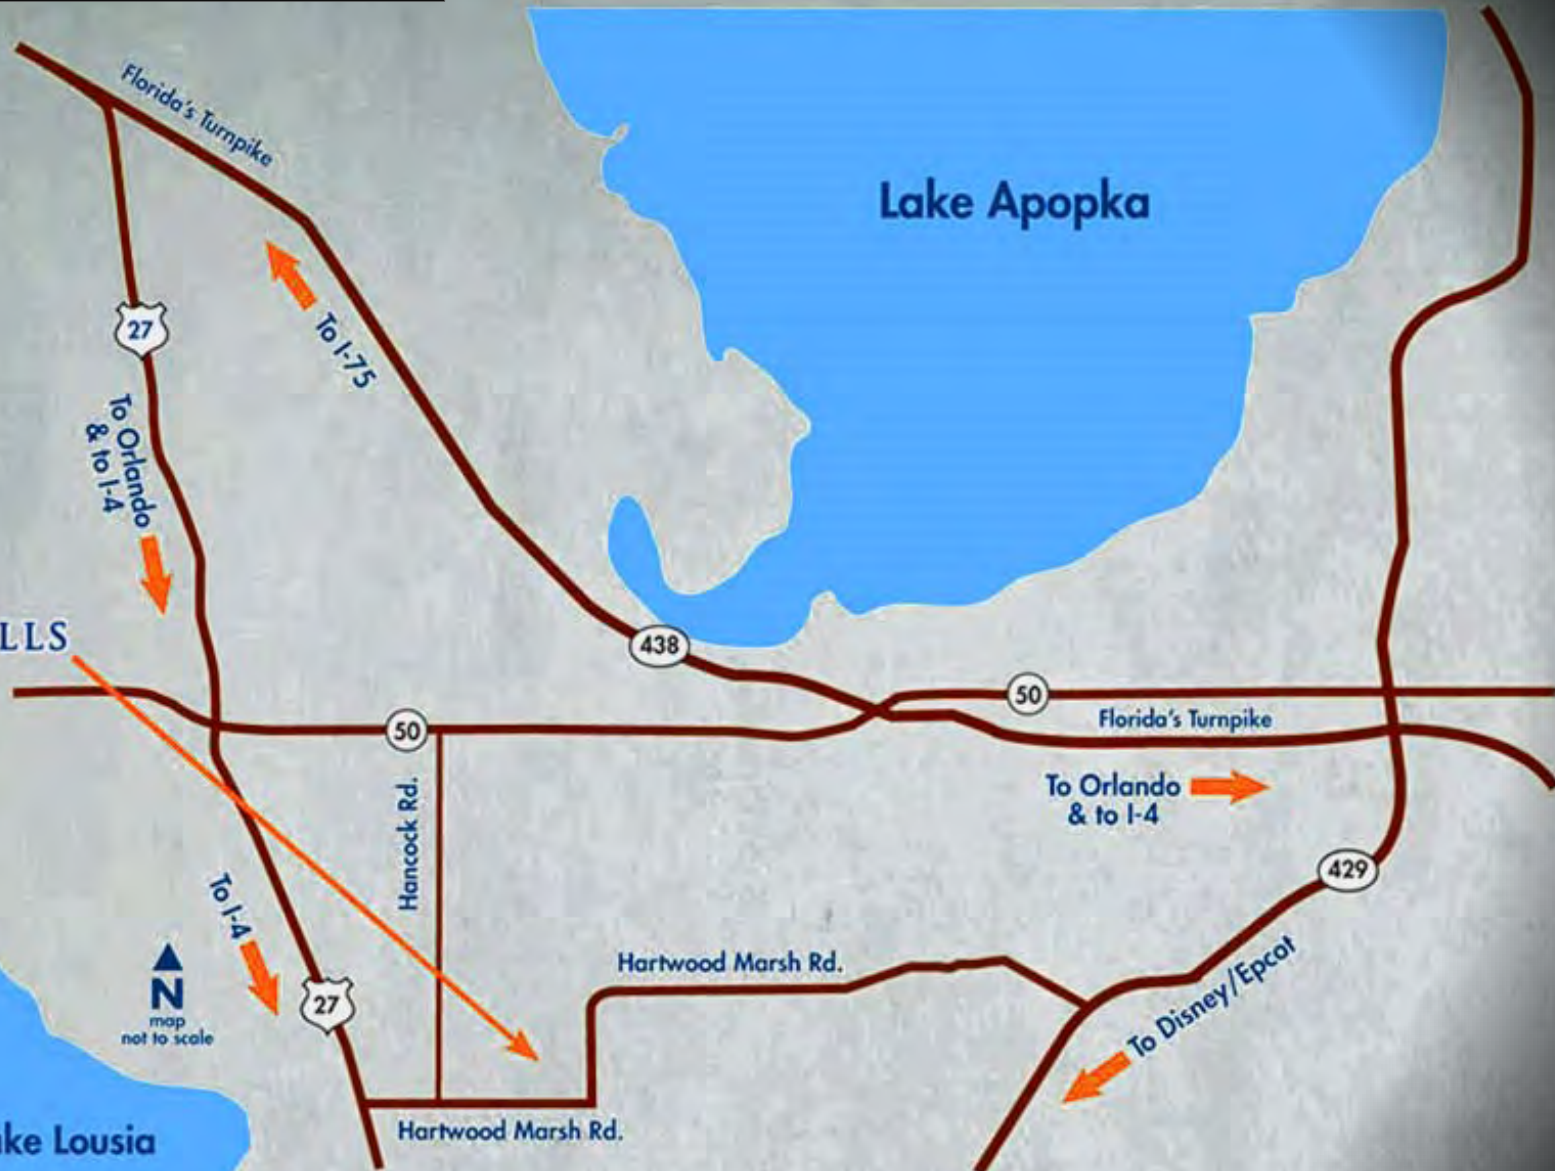 Florida's Turnpike
Lake Apopka
27
To I-75
To Orlando
& to I-4
LLS
438
50
50
Florida's Turnpike
To Orlando
& to I-4
Hancock Rd.
429
To I-4
Hartwood Marsh Rd.
N
map
not to scale
27
To Disney/Epcot
Hartwood Marsh Rd.
ke Lousia